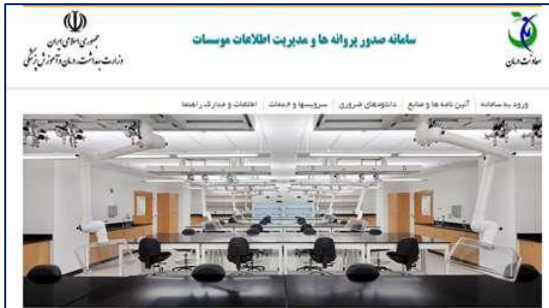 جمهوری اسلامی ایران
وزارت بهداشت، درمان و آموزش پزشکی
سامانه صدور پروانه ها و مدیریت اطلاعات موسسات
معاونت درمان
ورود به سامانه | آئین نامه ها و منابع | دانلودهای ضروری | سرویسها و خدمات | اطلاعات و مدارک راهنما